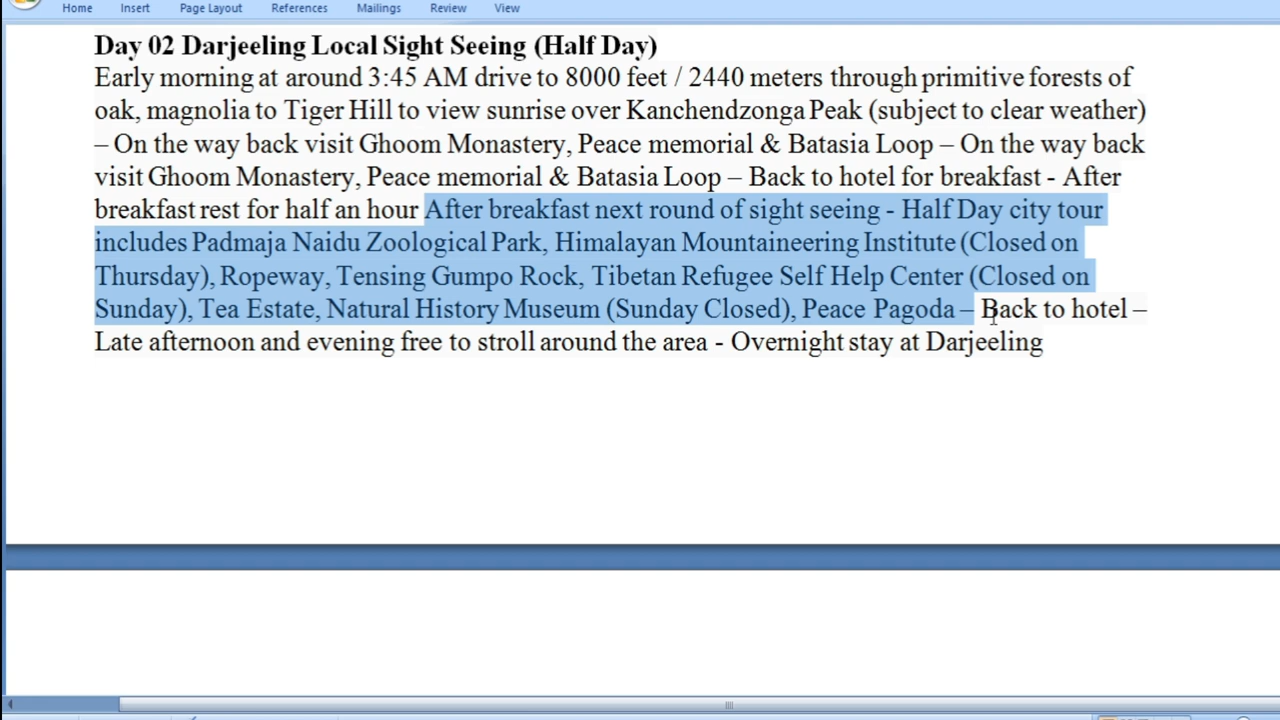 Home Insert Page Layout References Mailings Review View
Day 02 Darjeeling Local Sight Seeing (Half Day)
Early morning at around 3:45 AM drive to 8000 feet / 2440 meters through primitive forests of
oak, magnolia to Tiger Hill to view sunrise over Kanchendzonga Peak (subject to clear weather)
– On the way back visit Ghoom Monastery, Peace memorial & Batasia Loop – On the way back
visit Ghoom Monastery, Peace memorial & Batasia Loop – Back to hotel for breakfast - After
breakfast rest for half an hour After breakfast next round of sight seeing - Half Day city tour
includes Padmaja Naidu Zoological Park, Himalayan Mountaineering Institute (Closed on
Thursday), Ropeway, Tensing Gumpo Rock, Tibetan Refugee Self Help Center (Closed on
Sunday), Tea Estate, Natural History Museum (Sunday Closed), Peace Pagoda – Back to hotel –
Late afternoon and evening free to stroll around the area - Overnight stay at Darjeeling